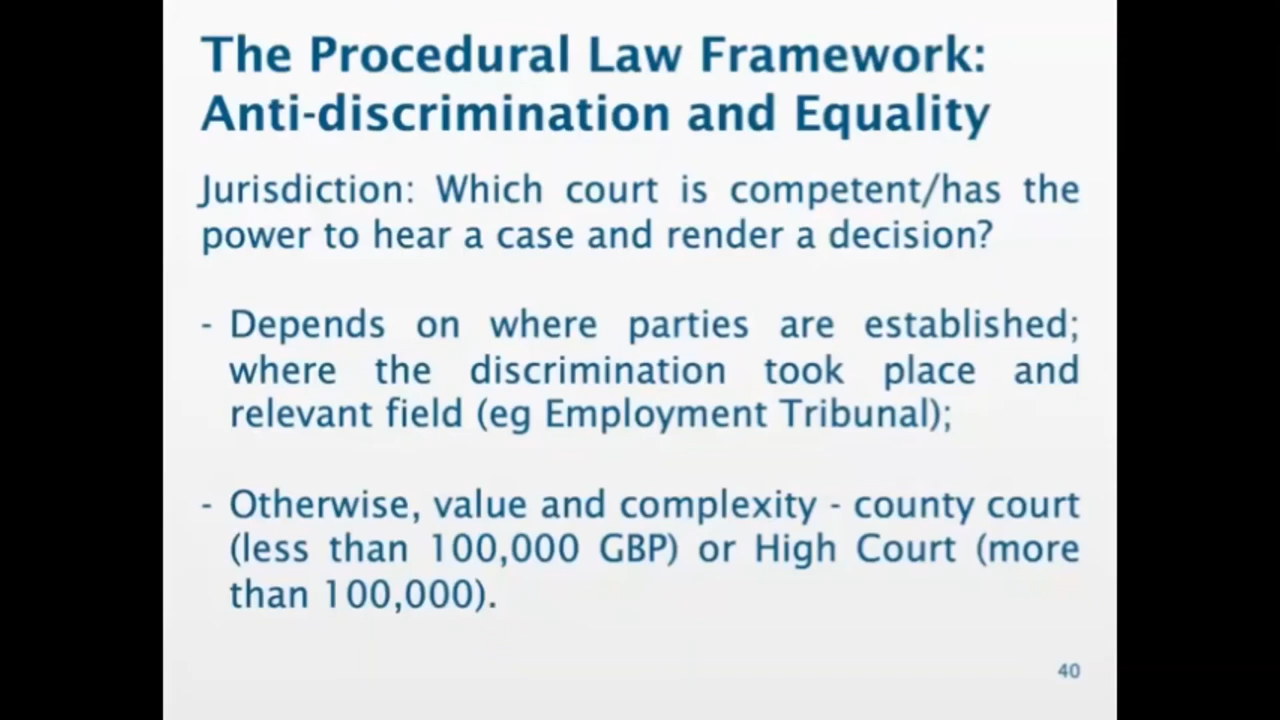 The Procedural Law Framework:
Anti-discrimination and Equality
Jurisdiction: Which court is competent/has the
power to hear a case and render a decision?
- Depends on where parties are established;
where the discrimination took place and
relevant field (eg Employment Tribunal);
- Otherwise, value and complexity - county court
(less than 100,000 GBP) or High Court (more
than 100,000).
40